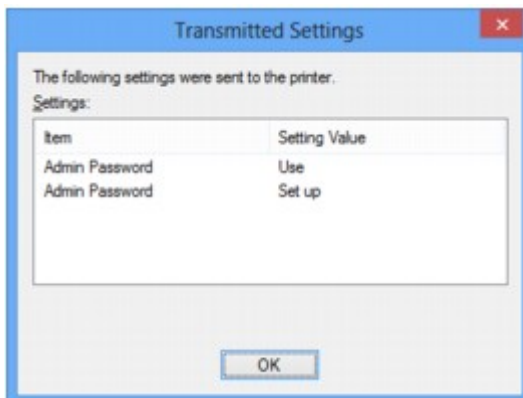 Transmitted Settings
The following settings were sent to the printer.
Settings:
Item Setting Value
Admin Password Use
Admin Password Set up
OK